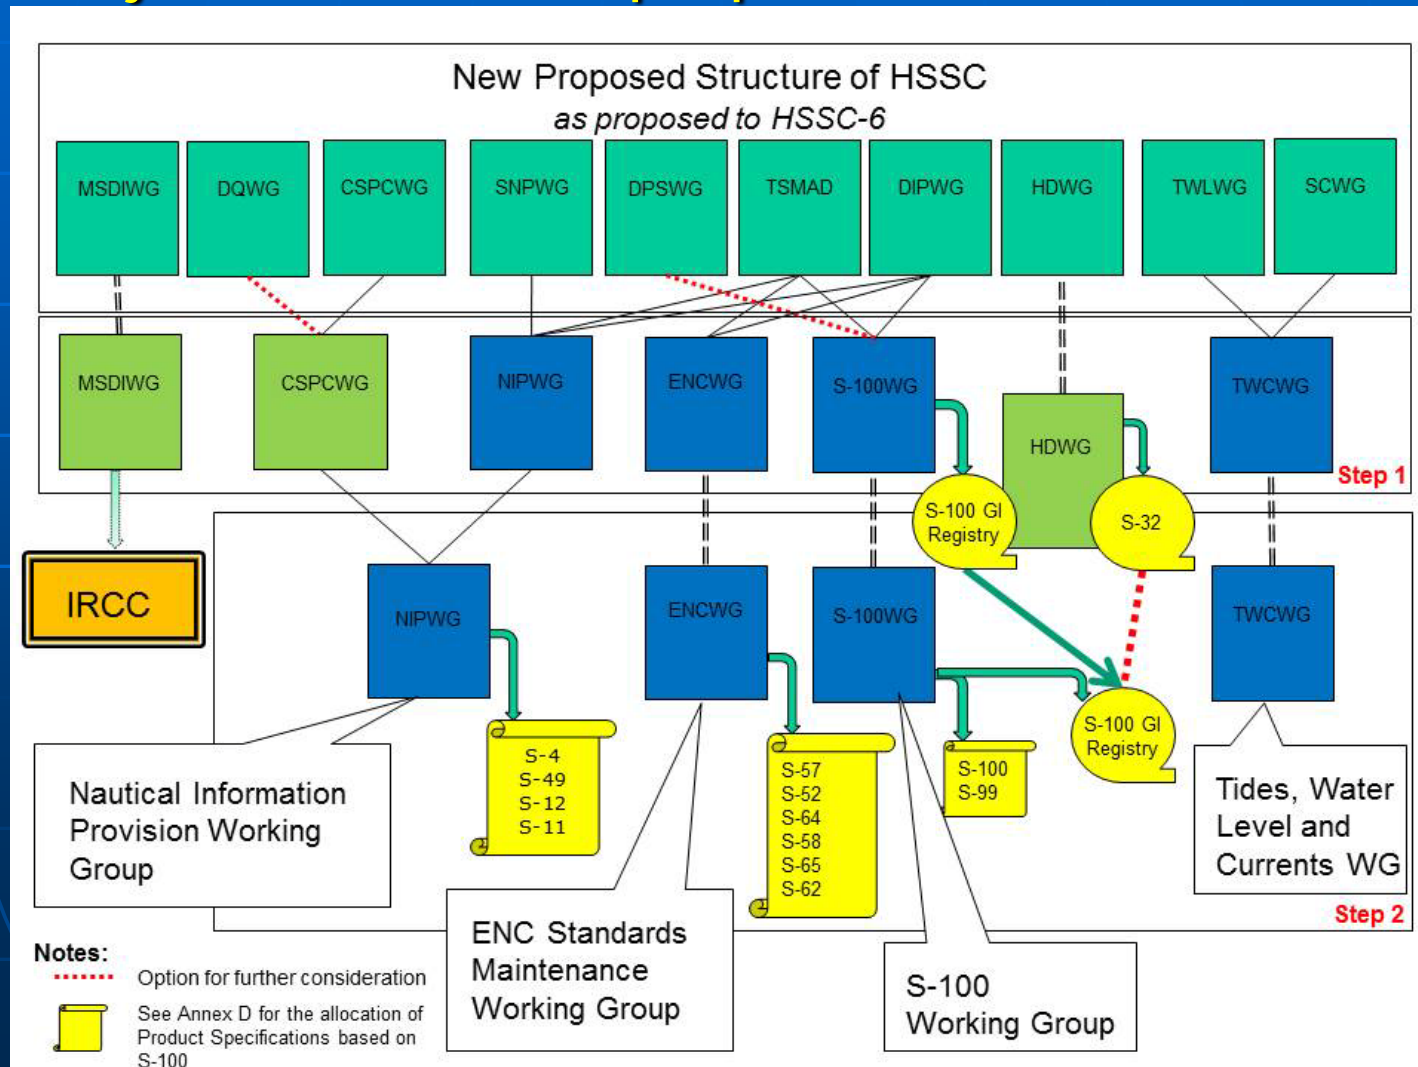 New Proposed Structure of HSSC
as proposed to HSSC-6
MSDIWG
DQWG
CSPCWG
SNPWG
DPSWG
TSMAD
DIPWG
HDWG
TWLWG
SCWG
MSDIWG
CSPCWG
NIPWG
ENCWG
S-100WG
HDWG
TWCWG
Step 1
S-100 GI
Registry
S-32
IRCC
NIPWG
ENCWG
S-100WG
TWCWG
S-4
S-49
S-12
S-11
S-57
S-52
S-64
S-58
S-65
S-62
S-100
S-99
S-100 GI
Registry
Nautical Information
Provision Working
Group
ENC Standards
Maintenance
Working Group
S-100
Working Group
Tides, Water
Level and
Currents WG
Step 2
Notes:
Option for further consideration
See Annex D for the allocation of
Product Specifications based on
S-100